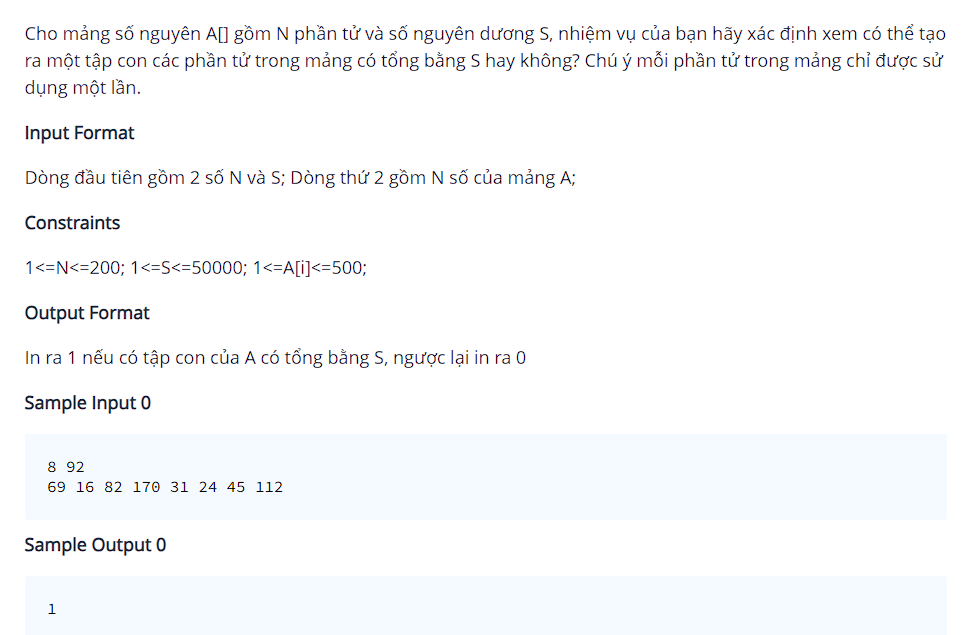 Cho mảng số nguyên A[] gồm N phần tử và số nguyên dương S, nhiệm vụ của bạn hãy xác định xem có thể tạo
ra một tập con các phần tử trong mảng có tổng bằng S hay không? Chú ý mỗi phần tử trong mảng chỉ được sử
dụng một lần.
Input Format
Dòng đầu tiên gồm 2 số N và S; Dòng thứ 2 gồm N số của mảng A;
Constraints
1<=N<=200; 1<=S<=50000; 1<=A[i]<=500;
Output Format
In ra 1 nếu có tập con của A có tổng bằng S, ngược lại in ra 0
Sample Input 0
8 92
69 16 82 170 31 24 45 112
Sample Output 0
1